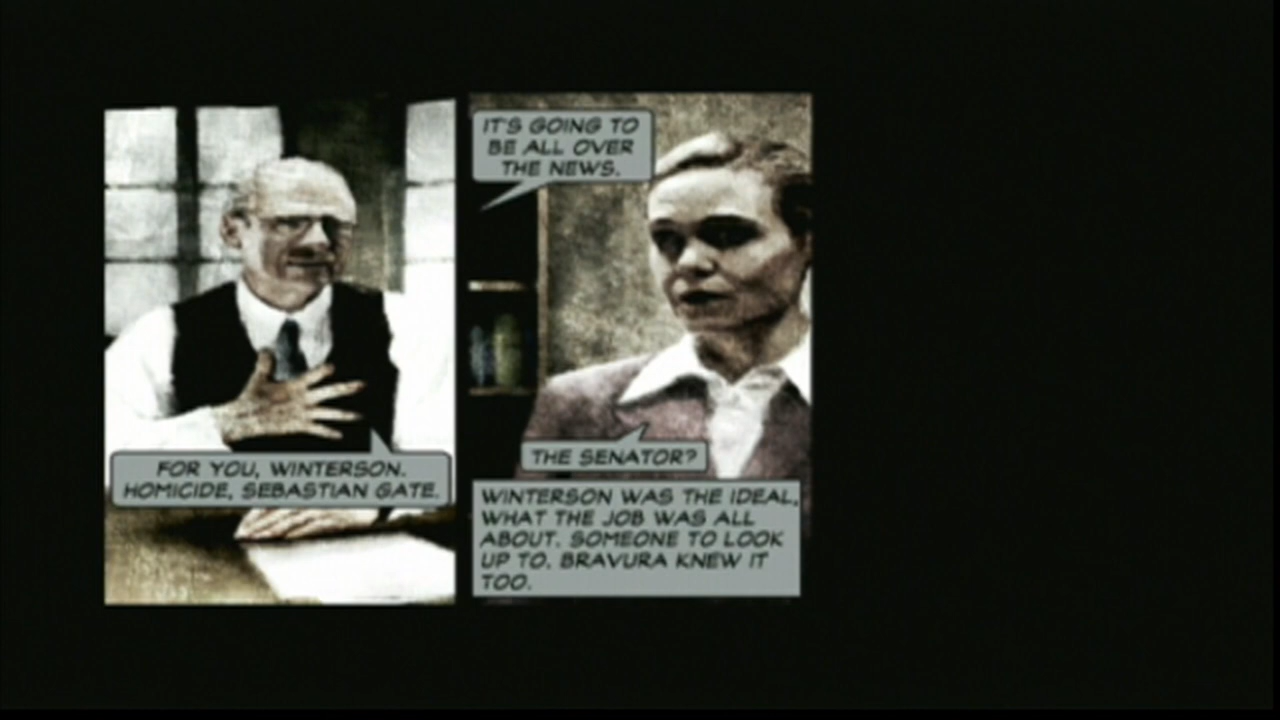 FOR YOU, WINTERSON.
HOMICIDE, SEBASTIAN GATE.
IT'S GOING TO
BE ALL OVER
THE NEWS.
THE SENATOR?
WINTERSON WAS THE IDEAL,
WHAT THE JOB WAS ALL
ABOUT. SOMEONE TO LOOK
UP TO. BRAVURA KNEW IT
TOO.